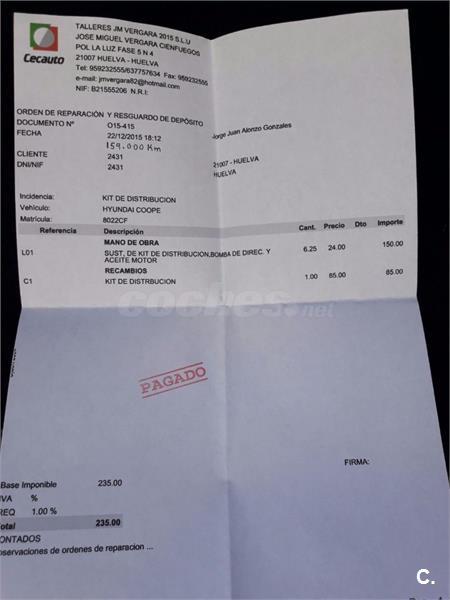 Cecauto
TALLERES JM VERGARA 2015 S.L.U
JOSE MIGUEL VERGARA CIENFUEGOS
POL LA LUZ FASE 5 N 4
21007 HUELVA - HUELVA
Tel: 959232555/637757634 Fax: 959232555
e-mail: jmvergara82@hotmail.com
NIF: B21555206 N.R.I:
ORDEN DE REPARACIÓN Y RESGUARDO DE DEPÓSITO
DOCUMENTO Nº O15-415
FECHA 22/12/2015 18:12
159.000 Km
CLIENTE 2431
DNI/NIF 2431
Jorge Juan Alonzo Gonzales
21007 - HUELVA
HUELVA
Incidencia: KIT DE DISTRIBUCION
Vehículo: HYUNDAI COOPE
Matrícula: 8022CF
Referencia Descripción Cant. Precio Dto Importe
MANO DE OBRA
L01 SUST, DE KIT DE DISTRIBUCION,BOMBA DE DIREC. Y 6.25 24.00 150.00
ACEITE MOTOR
RECAMBIOS
C1 KIT DE DISTRBUCION 1.00 85.00 85.00
coches.net
PAGADO
FIRMA:
Base Imponible 235.00
IVA %
REQ 1.00 %
Total 235.00
CONTADOS
Observaciones de ordenes de reparacion ...
C.